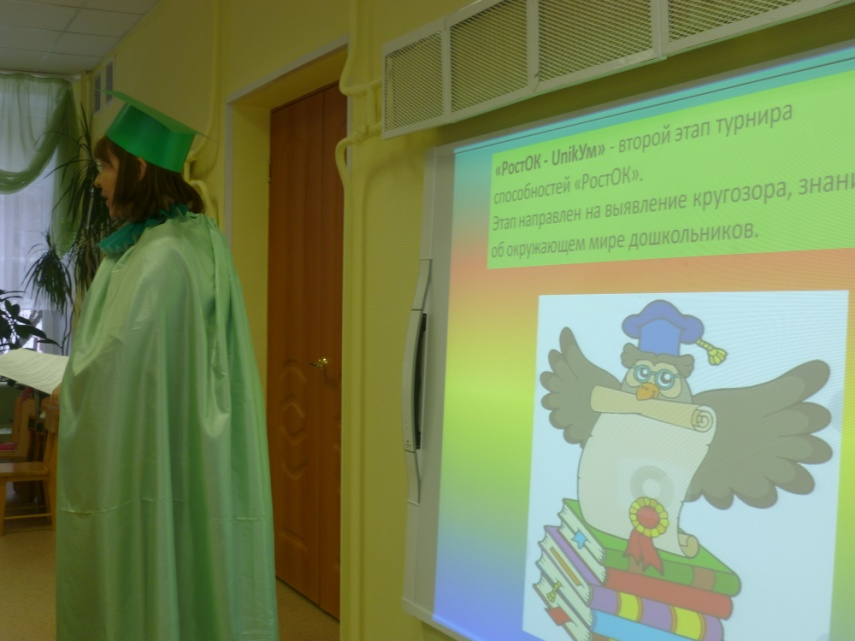 «РостОК - UnikУм» - второй этап турнира
способностей «РостОК».
Этап направлен на выявление кругозора, знани
об окружающем мире дошкольников.